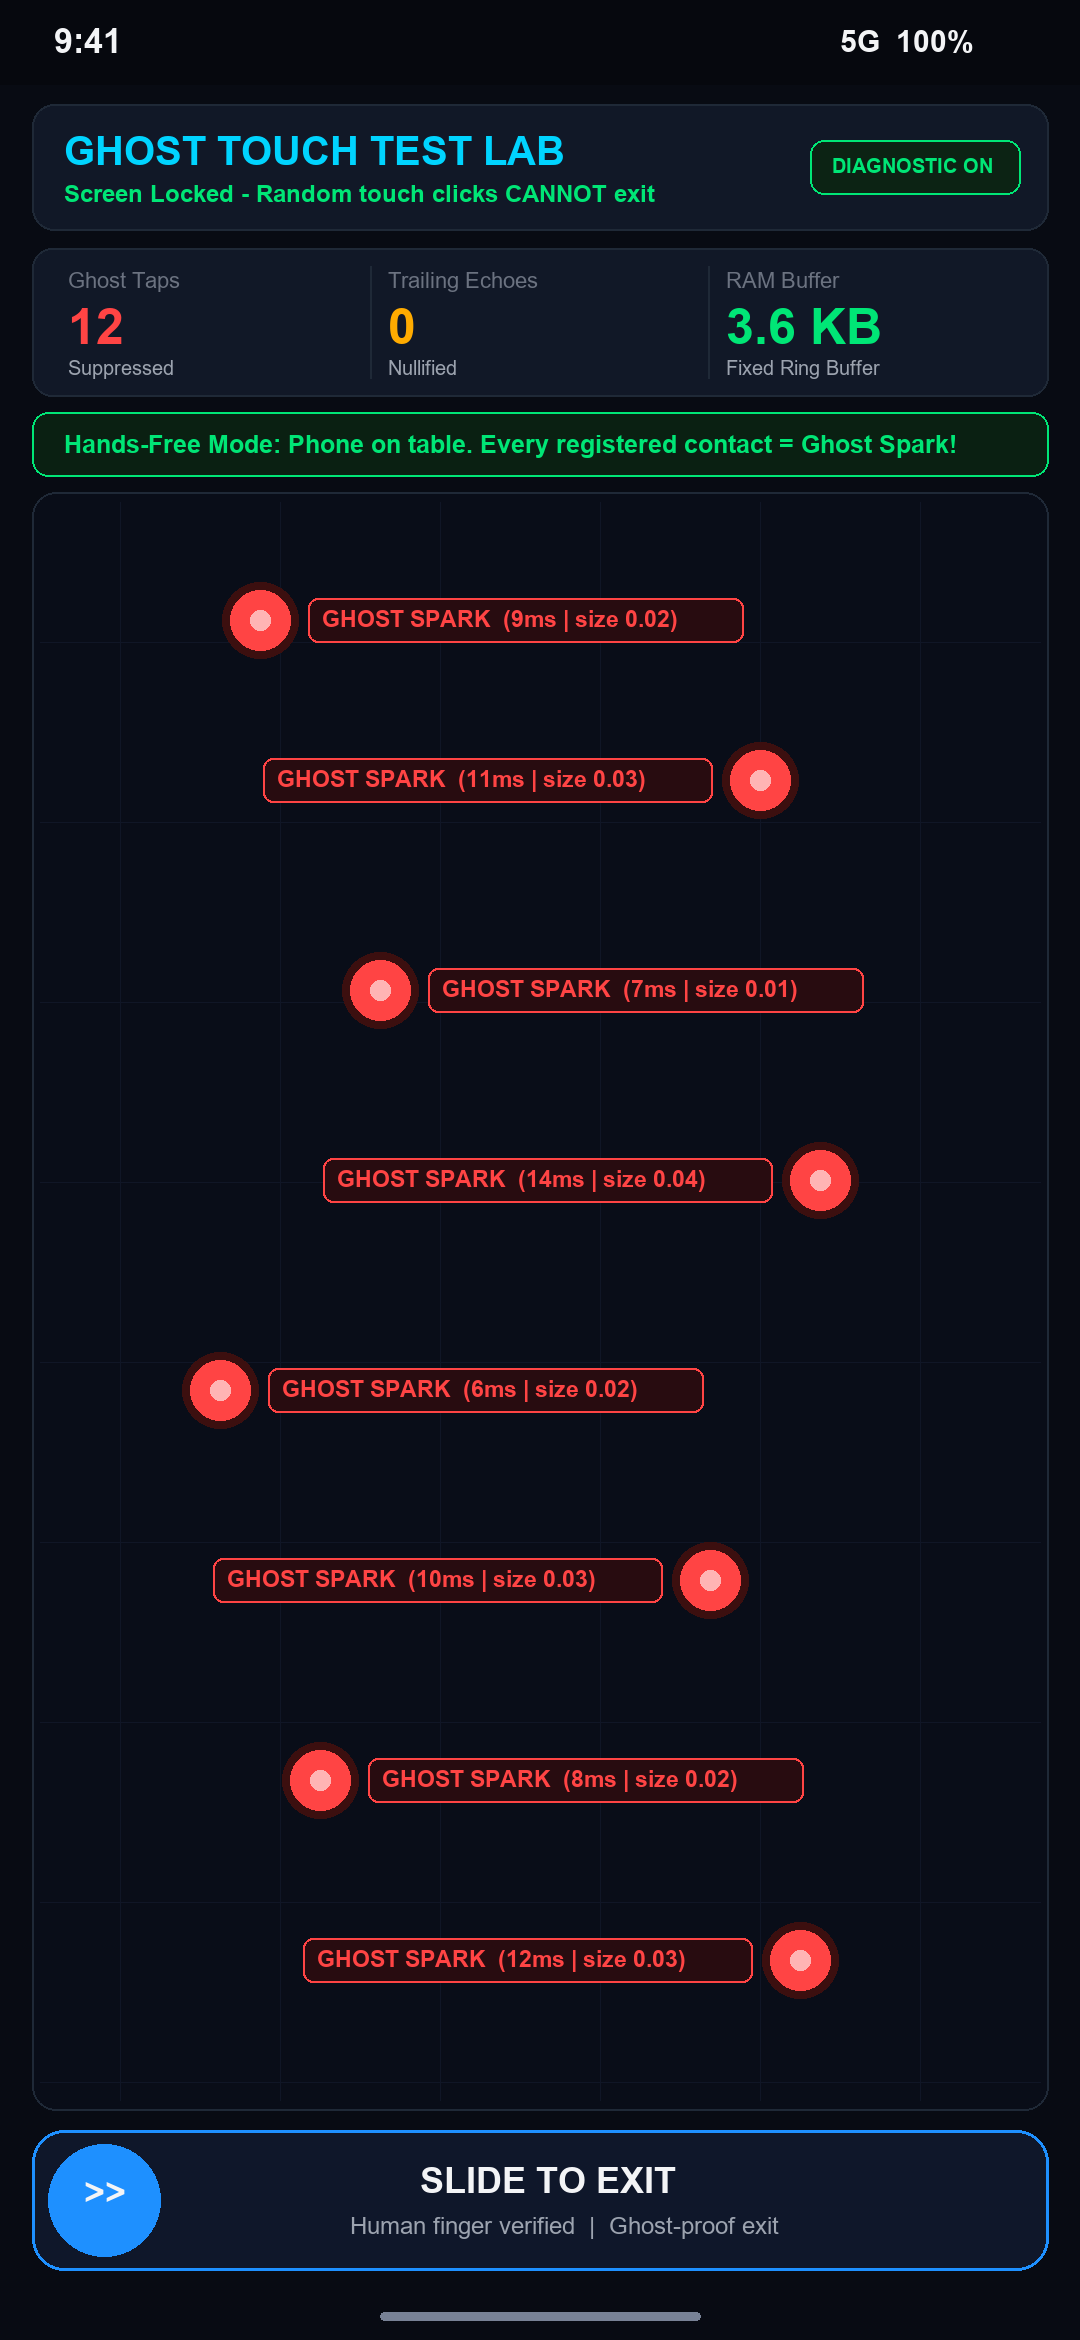 9:41
5G 100%
GHOST TOUCH TEST LAB
Screen Locked - Random touch clicks CANNOT exit
DIAGNOSTIC ON
Ghost Taps
12
Suppressed
Trailing Echoes
0
Nullified
RAM Buffer
3.6 KB
Fixed Ring Buffer
Hands-Free Mode: Phone on table. Every registered contact = Ghost Spark!
GHOST SPARK (9ms | size 0.02)
GHOST SPARK (11ms | size 0.03)
GHOST SPARK (7ms | size 0.01)
GHOST SPARK (14ms | size 0.04)
GHOST SPARK (6ms | size 0.02)
GHOST SPARK (10ms | size 0.03)
GHOST SPARK (8ms | size 0.02)
GHOST SPARK (12ms | size 0.03)
>>
SLIDE TO EXIT
Human finger verified | Ghost-proof exit